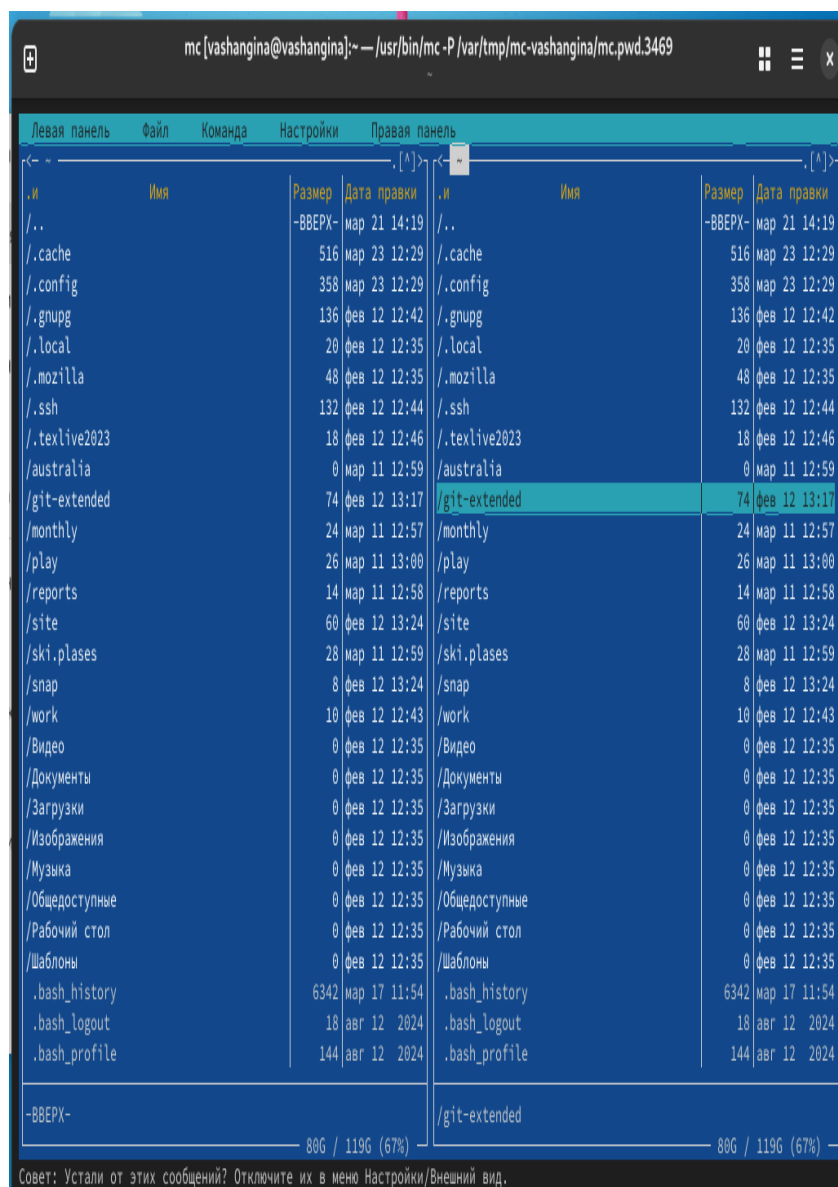 mc [vashangina@vashangina]:~ — /usr/bin/mc -P /var/tmp/mc-vashangina/mc.pwd.3469
~
Левая панель Файл Команда Настройки Правая панель
<- ~ .[^]> <- ~ .[^]>
.и Имя Размер Дата правки .и Имя Размер Дата правки
/.. -ВВЕРХ- мар 21 14:19 /.. -ВВЕРХ- мар 21 14:19
/.cache 516 мар 23 12:29 /.cache 516 мар 23 12:29
/.config 358 мар 23 12:29 /.config 358 мар 23 12:29
/.gnupg 136 фев 12 12:42 /.gnupg 136 фев 12 12:42
/.local 20 фев 12 12:35 /.local 20 фев 12 12:35
/.mozilla 48 фев 12 12:35 /.mozilla 48 фев 12 12:35
/.ssh 132 фев 12 12:44 /.ssh 132 фев 12 12:44
/.texlive2023 18 фев 12 12:46 /.texlive2023 18 фев 12 12:46
/australia 0 мар 11 12:59 /australia 0 мар 11 12:59
/git-extended 74 фев 12 13:17 /git-extended 74 фев 12 13:17
/monthly 24 мар 11 12:57 /monthly 24 мар 11 12:57
/play 26 мар 11 13:00 /play 26 мар 11 13:00
/reports 14 мар 11 12:58 /reports 14 мар 11 12:58
/site 60 фев 12 13:24 /site 60 фев 12 13:24
/ski.plases 28 мар 11 12:59 /ski.plases 28 мар 11 12:59
/snap 8 фев 12 13:24 /snap 8 фев 12 13:24
/work 10 фев 12 12:43 /work 10 фев 12 12:43
/Видео 0 фев 12 12:35 /Видео 0 фев 12 12:35
/Документы 0 фев 12 12:35 /Документы 0 фев 12 12:35
/Загрузки 0 фев 12 12:35 /Загрузки 0 фев 12 12:35
/Изображения 0 фев 12 12:35 /Изображения 0 фев 12 12:35
/Музыка 0 фев 12 12:35 /Музыка 0 фев 12 12:35
/Общедоступные 0 фев 12 12:35 /Общедоступные 0 фев 12 12:35
/Рабочий стол 0 фев 12 12:35 /Рабочий стол 0 фев 12 12:35
/Шаблоны 0 фев 12 12:35 /Шаблоны 0 фев 12 12:35
.bash_history 6342 мар 17 11:54 .bash_history 6342 мар 17 11:54
.bash_logout 18 авг 12 2024 .bash_logout 18 авг 12 2024
.bash_profile 144 авг 12 2024 .bash_profile 144 авг 12 2024
-ВВЕРХ- /git-extended
80G / 119G (67%) 80G / 119G (67%)
Совет: Устали от этих сообщений? Отключите их в меню Настройки/Внешний вид.